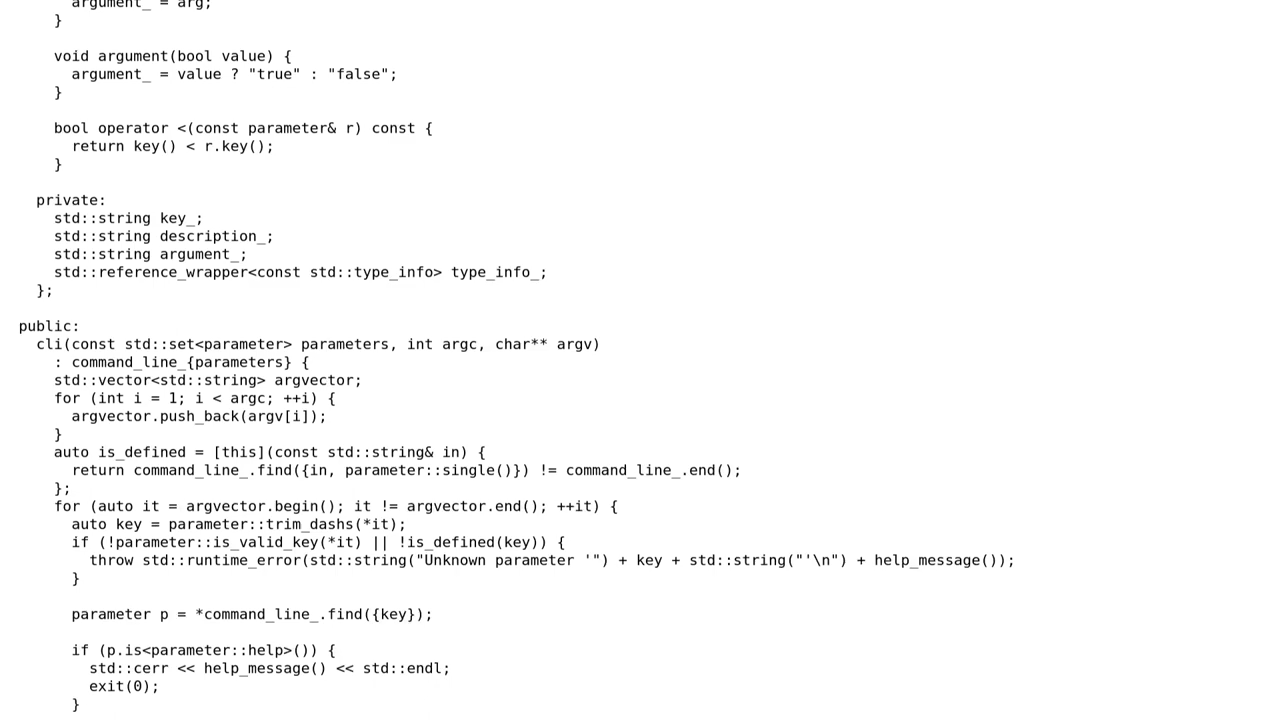 argument_ = arg;
}
void argument(bool value) {
argument_ = value ? "true" : "false";
}
bool operator <(const parameter& r) const {
return key() < r.key();
}
private:
std::string key_;
std::string description_;
std::string argument_;
std::reference_wrapper<const std::type_info> type_info_;
};
public:
cli(const std::set<parameter> parameters, int argc, char** argv)
: command_line_{parameters} {
std::vector<std::string> argvector;
for (int i = 1; i < argc; ++i) {
argvector.push_back(argv[i]);
}
auto is_defined = [this](const std::string& in) {
return command_line_.find({in, parameter::single()}) != command_line_.end();
};
for (auto it = argvector.begin(); it != argvector.end(); ++it) {
auto key = parameter::trim_dashs(*it);
if (!parameter::is_valid_key(*it) || !is_defined(key)) {
throw std::runtime_error(std::string("Unknown parameter '") + key + std::string("'\n") + help_message());
}
parameter p = *command_line_.find({key});
if (p.is<parameter::help>()) {
std::cerr << help_message() << std::endl;
exit(0);
}